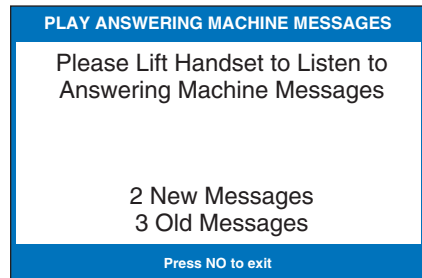 PLAY ANSWERING MACHINE MESSAGES
Please Lift Handset to Listen to
Answering Machine Messages
2 New Messages
3 Old Messages
Press NO to exit